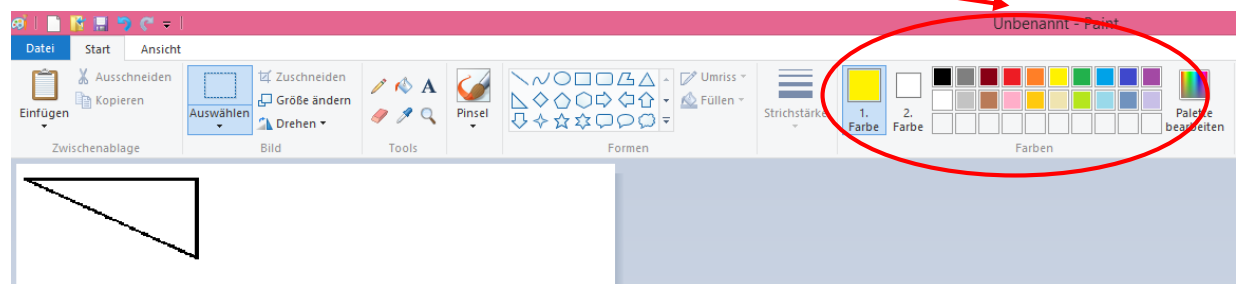 Unbenannt - Paint
Datei Start Ansicht
Einfügen
Ausschneiden
Kopieren
Zwischenablage
Auswählen
Zuschneiden
Größe ändern
Drehen
Bild
A
Tools
Pinsel
Umriss
Füllen
Formen
Strichstärke
1. Farbe
2. Farbe
Palette bearbeiten
Farben